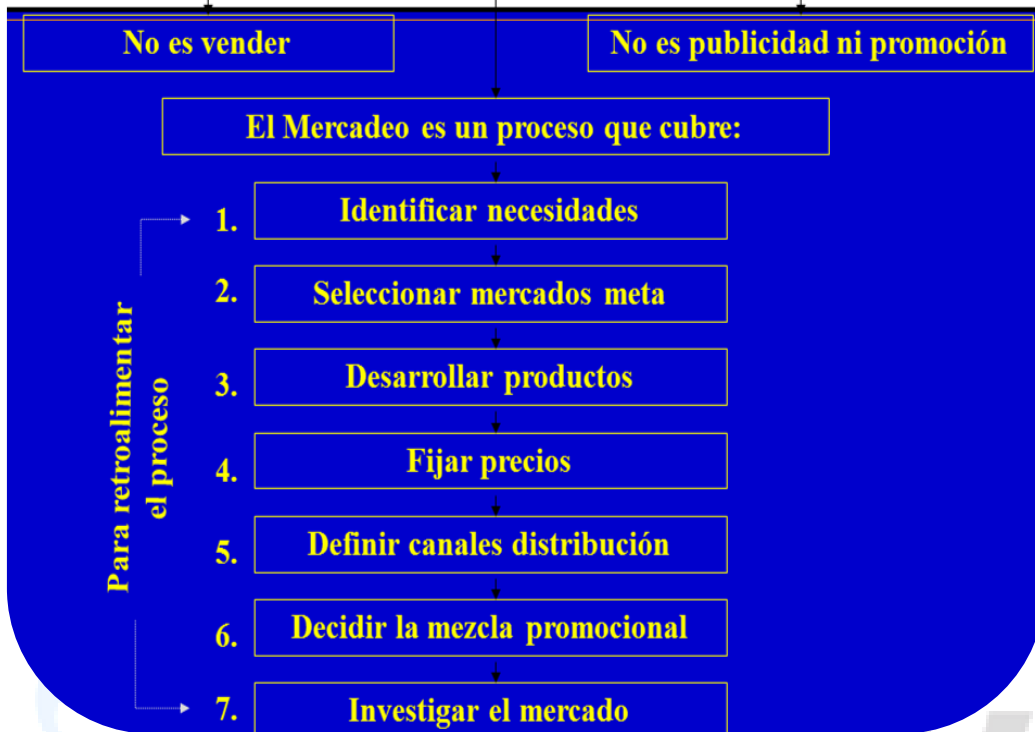 No es vender
No es publicidad ni promoción
El Mercadeo es un proceso que cubre:
1. Identificar necesidades
2. Seleccionar mercados meta
3. Desarrollar productos
4. Fijar precios
5. Definir canales distribución
6. Decidir la mezcla promocional
7. Investigar el mercado
Para retroalimentar
el proceso